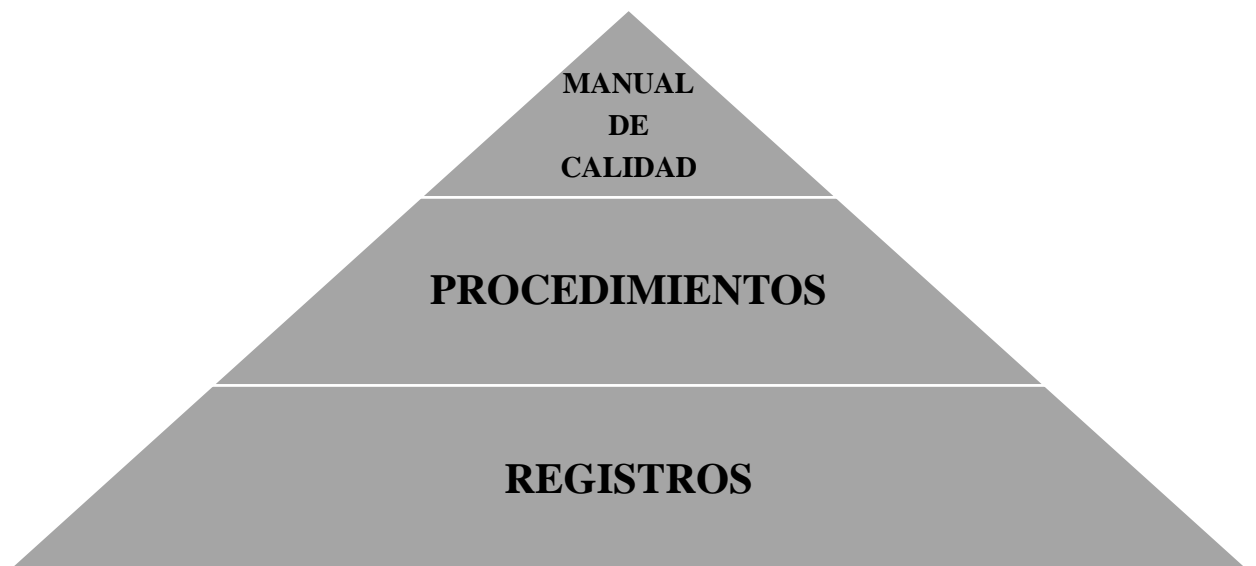 MANUAL
DE
CALIDAD
PROCEDIMIENTOS
REGISTROS